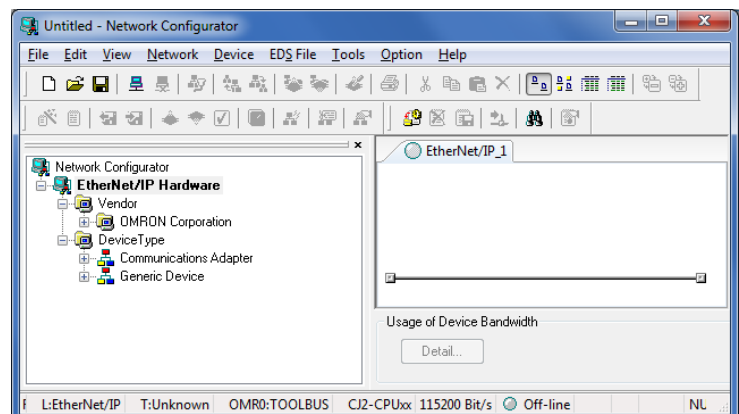 Untitled - Network Configurator
File Edit View Network Device EDS File Tools Option Help
EtherNet/IP_1
Network Configurator
EtherNet/IP Hardware
Vendor
OMRON Corporation
DeviceType
Communications Adapter
Generic Device
Usage of Device Bandwidth
Detail...
L:EtherNet/IP T:Unknown OMR0:TOOLBUS CJ2-CPUxx 115200 Bit/s Off-line